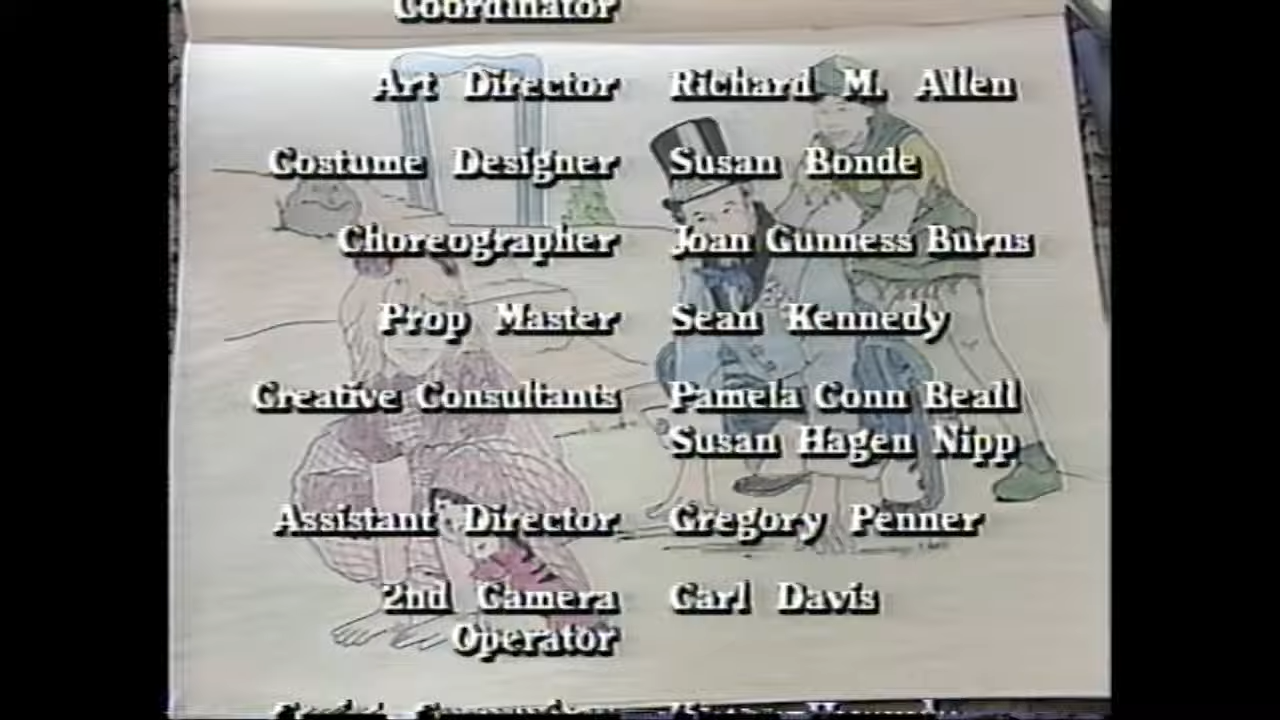 Coordinator
Art Director Richard M. Allen
Costume Designer Susan Bonde
Choreographer Joan Gunness Burns
Prop Master Sean Kennedy
Creative Consultants Pamela Conn Beall
Susan Hagen Nipp
Assistant Director Gregory Penner
2nd Camera Carl Davis
Operator